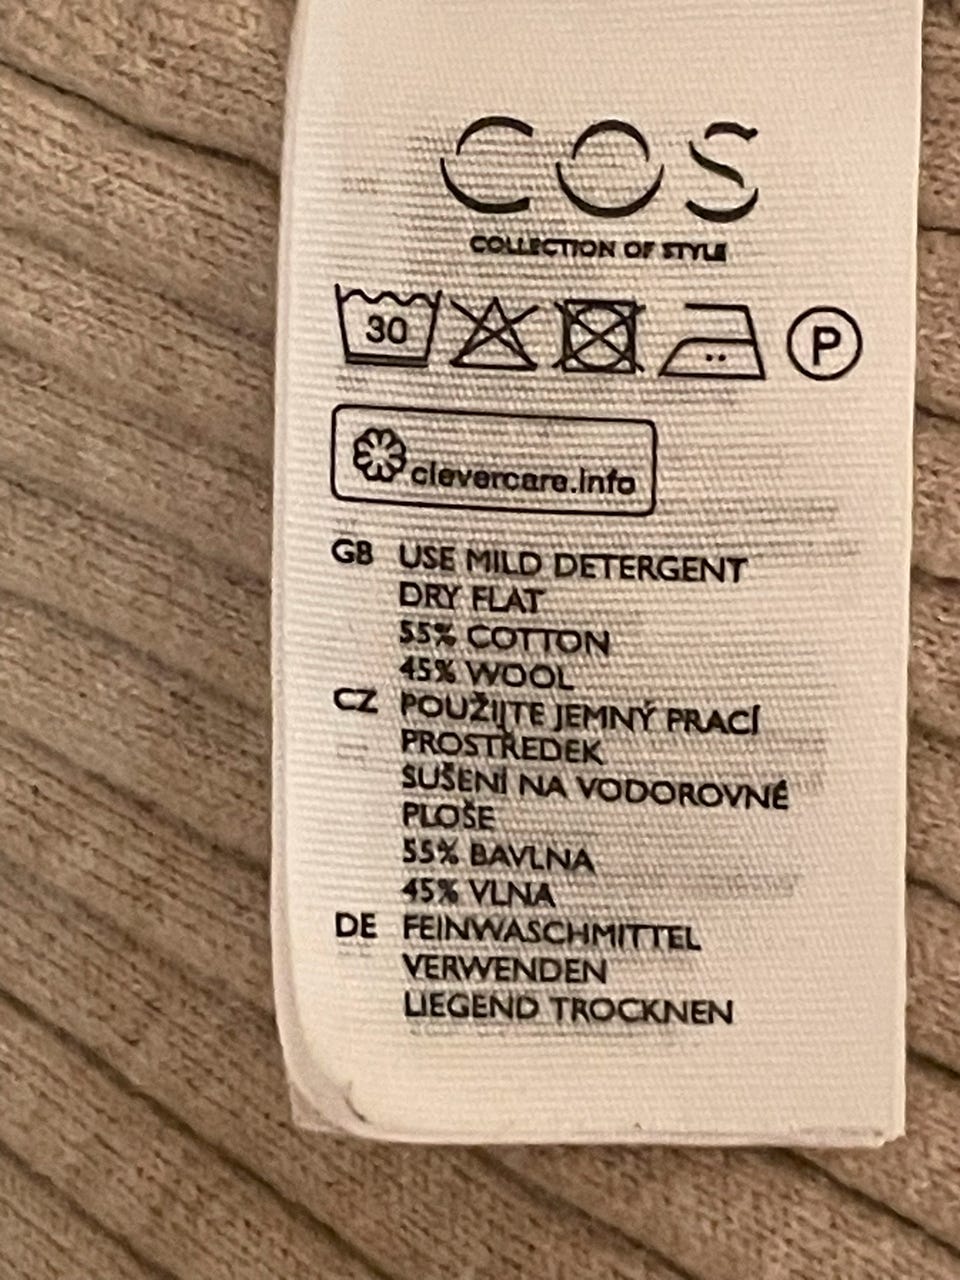 COS
COLLECTION OF STYLE
30
P
clevercare.info
GB USE MILD DETERGENT
DRY FLAT
55% COTTON
45% WOOL
CZ POUŽIJTE JEMNÝ PRACÍ
PROSTŘEDEK
SUŠENÍ NA VODOROVNÉ
PLOŠE
55% BAVLNA
45% VLNA
DE FEINWASCHMITTEL
VERWENDEN
LIEGEND TROCKNEN